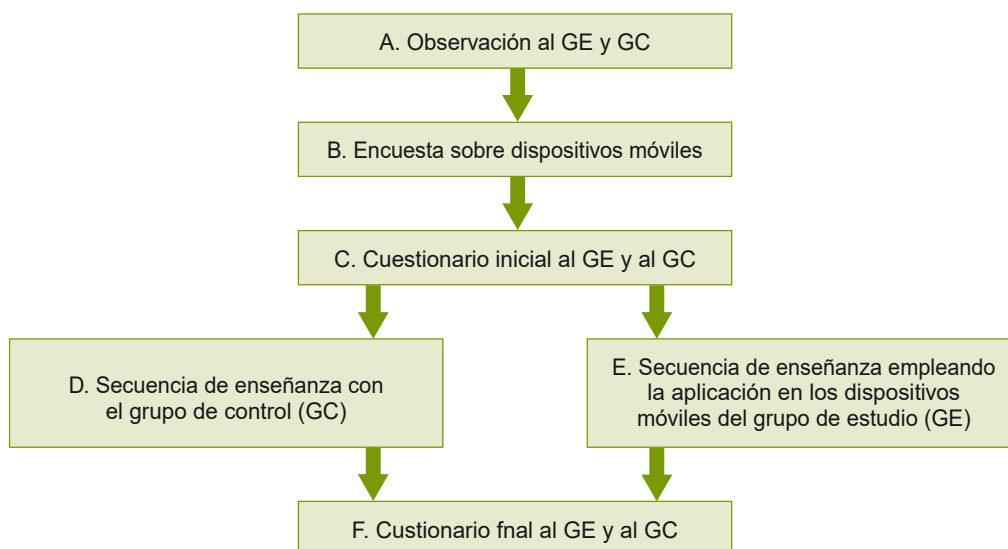 A. Observación al GE y GC
B. Encuesta sobre dispositivos móviles
C. Cuestionario inicial al GE y al GC
D. Secuencia de enseñanza con
el grupo de control (GC)
E. Secuencia de enseñanza empleando
la aplicación en los dispositivos
móviles del grupo de estudio (GE)
F. Custionario fnal al GE y al GC